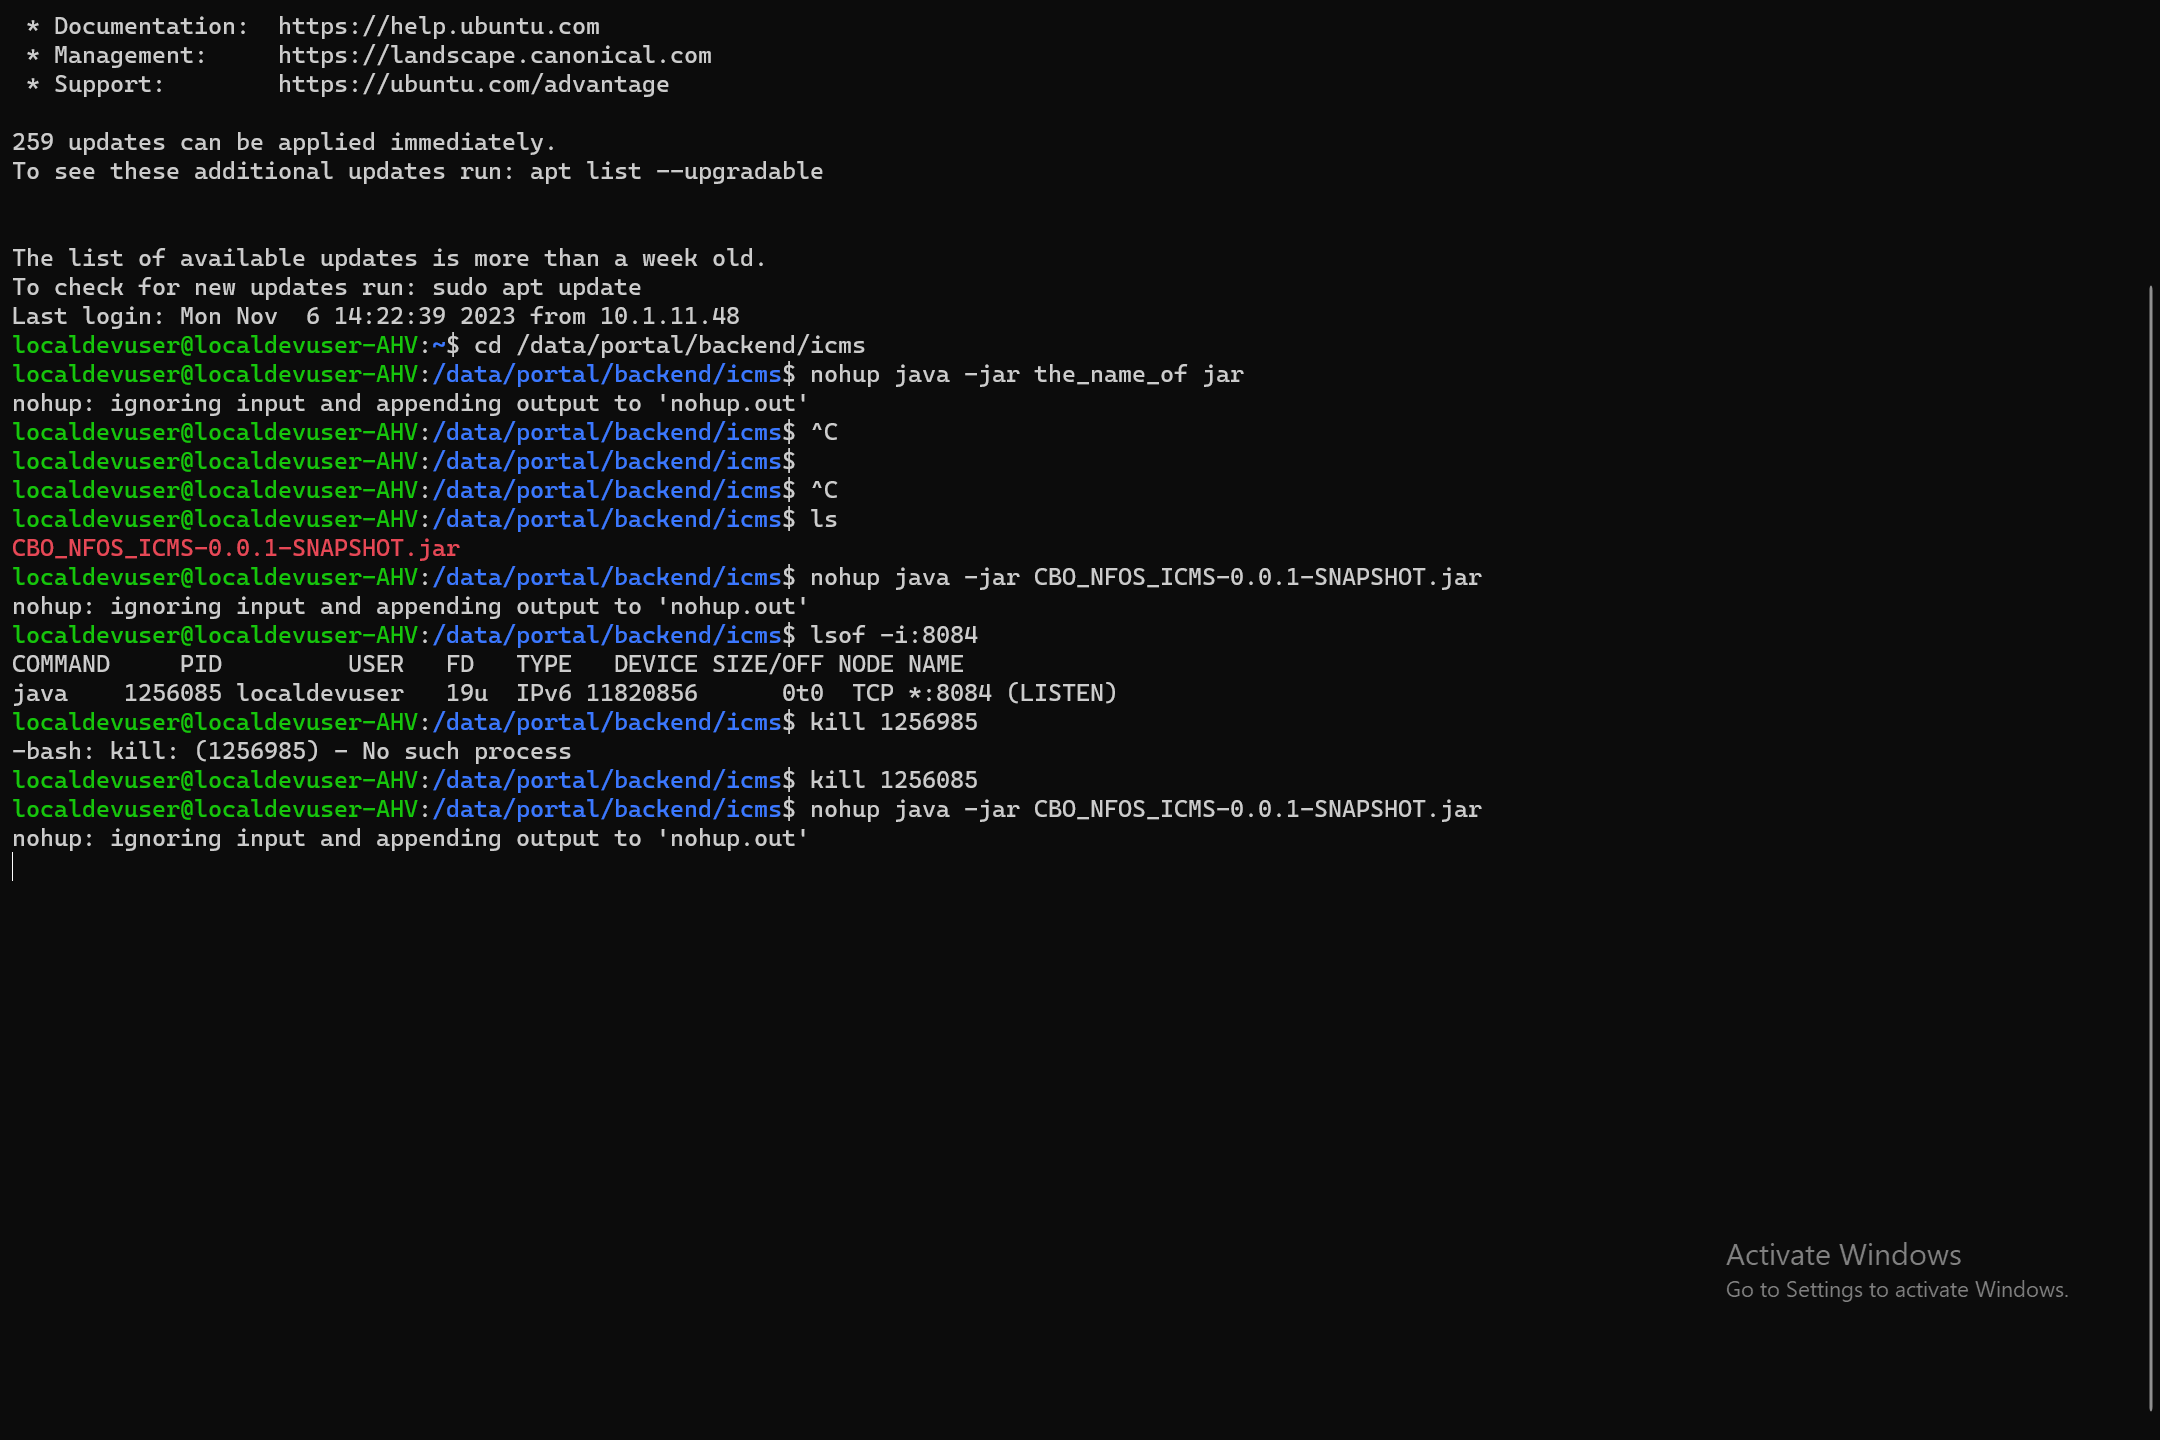 * Documentation:  https://help.ubuntu.com
* Management:     https://landscape.canonical.com
* Support:        https://ubuntu.com/advantage
259 updates can be applied immediately.
To see these additional updates run: apt list --upgradable
The list of available updates is more than a week old.
To check for new updates run: sudo apt update
Last login: Mon Nov  6 14:22:39 2023 from 10.1.11.48
localdevuser@localdevuser-AHV:~$ cd /data/portal/backend/icms
localdevuser@localdevuser-AHV:/data/portal/backend/icms$ nohup java -jar the_name_of jar
nohup: ignoring input and appending output to 'nohup.out'
localdevuser@localdevuser-AHV:/data/portal/backend/icms$ ^C
localdevuser@localdevuser-AHV:/data/portal/backend/icms$
localdevuser@localdevuser-AHV:/data/portal/backend/icms$ ^C
localdevuser@localdevuser-AHV:/data/portal/backend/icms$ ls
CBO_NFOS_ICMS-0.0.1-SNAPSHOT.jar
localdevuser@localdevuser-AHV:/data/portal/backend/icms$ nohup java -jar CBO_NFOS_ICMS-0.0.1-SNAPSHOT.jar
nohup: ignoring input and appending output to 'nohup.out'
localdevuser@localdevuser-AHV:/data/portal/backend/icms$ lsof -i:8084
COMMAND     PID         USER   FD   TYPE   DEVICE SIZE/OFF NODE NAME
java    1256085 localdevuser   19u  IPv6 11820856      0t0  TCP *:8084 (LISTEN)
localdevuser@localdevuser-AHV:/data/portal/backend/icms$ kill 1256985
-bash: kill: (1256985) - No such process
localdevuser@localdevuser-AHV:/data/portal/backend/icms$ kill 1256085
localdevuser@localdevuser-AHV:/data/portal/backend/icms$ nohup java -jar CBO_NFOS_ICMS-0.0.1-SNAPSHOT.jar
nohup: ignoring input and appending output to 'nohup.out'
Activate Windows
Go to Settings to activate Windows.